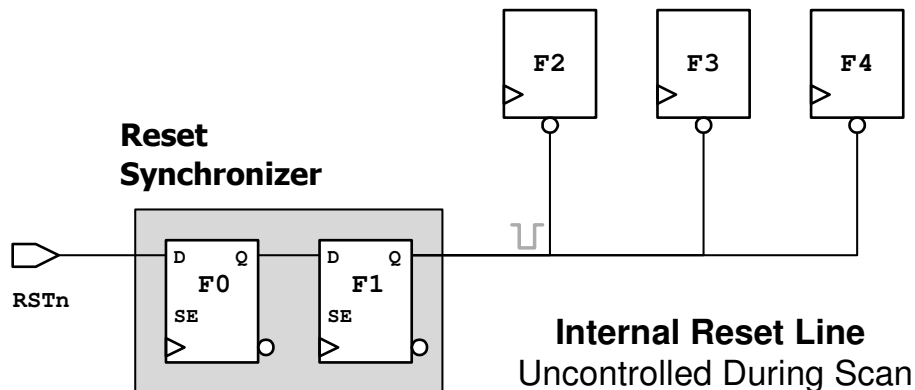 F2
F3
F4
Reset
Synchronizer
D
Q
D
Q
F0
F1
RSTn
SE
SE
Internal Reset Line
Uncontrolled During Scan